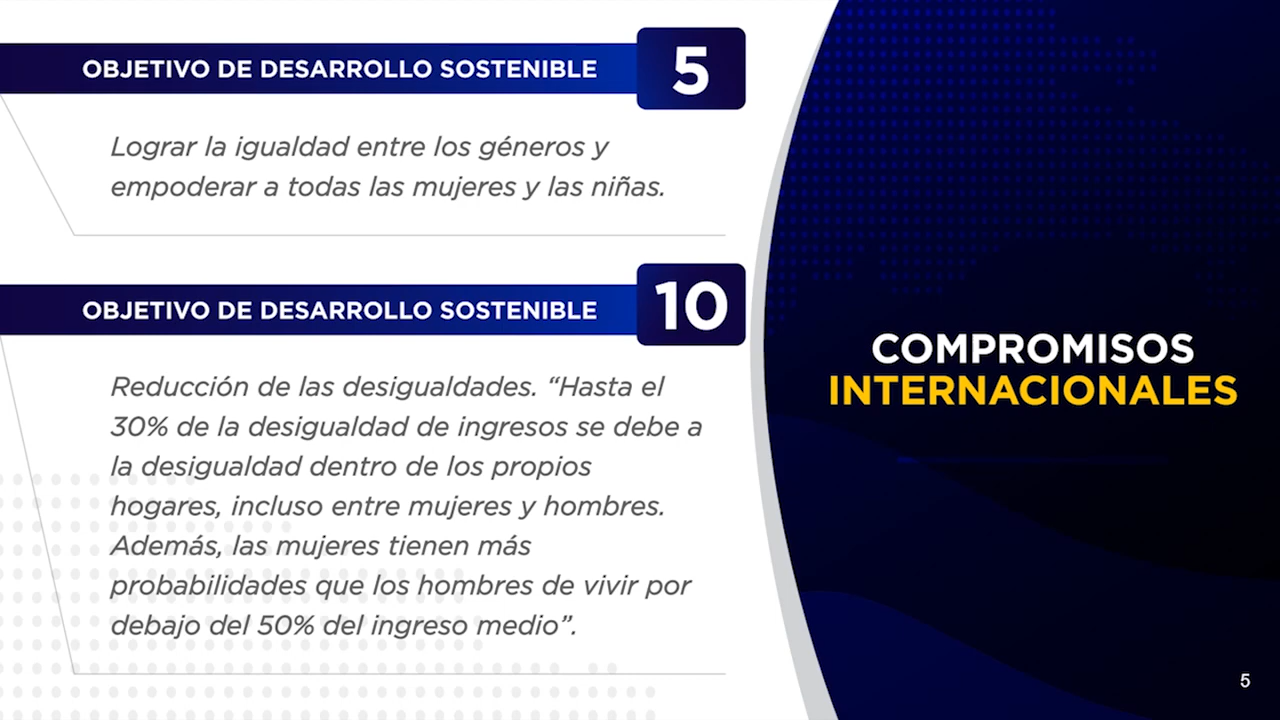 OBJETIVO DE DESARROLLO SOSTENIBLE 5
Lograr la igualdad entre los géneros y
empoderar a todas las mujeres y las niñas.
OBJETIVO DE DESARROLLO SOSTENIBLE 10
Reducción de las desigualdades. “Hasta el
30% de la desigualdad de ingresos se debe a
la desigualdad dentro de los propios
hogares, incluso entre mujeres y hombres.
Además, las mujeres tienen más
probabilidades que los hombres de vivir por
debajo del 50% del ingreso medio”.
COMPROMISOS
INTERNACIONALES
5